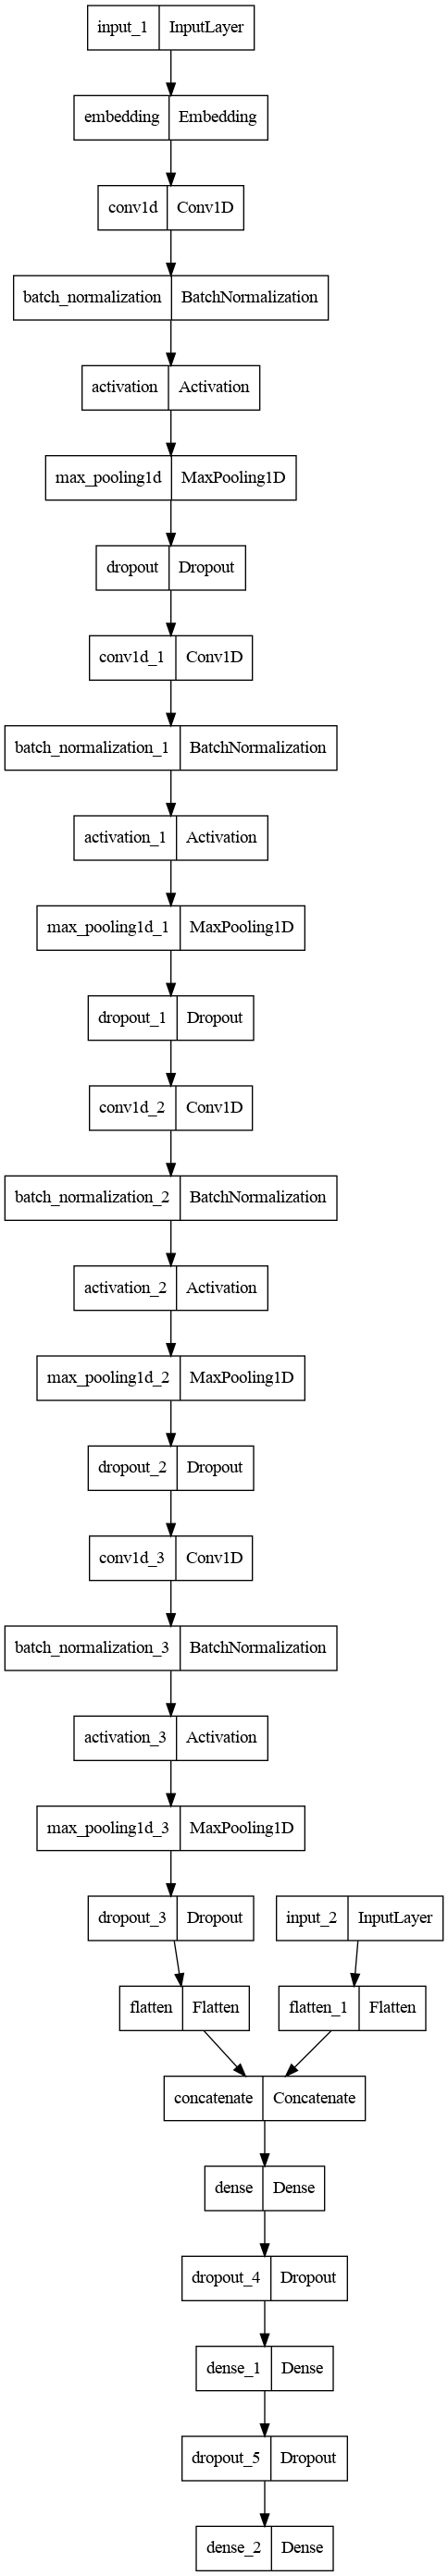 input_1 InputLayer
embedding Embedding
conv1d Conv1D
batch_normalization BatchNormalization
activation Activation
max_pooling1d MaxPooling1D
dropout Dropout
conv1d_1 Conv1D
batch_normalization_1 BatchNormalization
activation_1 Activation
max_pooling1d_1 MaxPooling1D
dropout_1 Dropout
conv1d_2 Conv1D
batch_normalization_2 BatchNormalization
activation_2 Activation
max_pooling1d_2 MaxPooling1D
dropout_2 Dropout
conv1d_3 Conv1D
batch_normalization_3 BatchNormalization
activation_3 Activation
max_pooling1d_3 MaxPooling1D
dropout_3 Dropout input_2 InputLayer
flatten Flatten flatten_1 Flatten
concatenate Concatenate
dense Dense
dropout_4 Dropout
dense_1 Dense
dropout_5 Dropout
dense_2 Dense